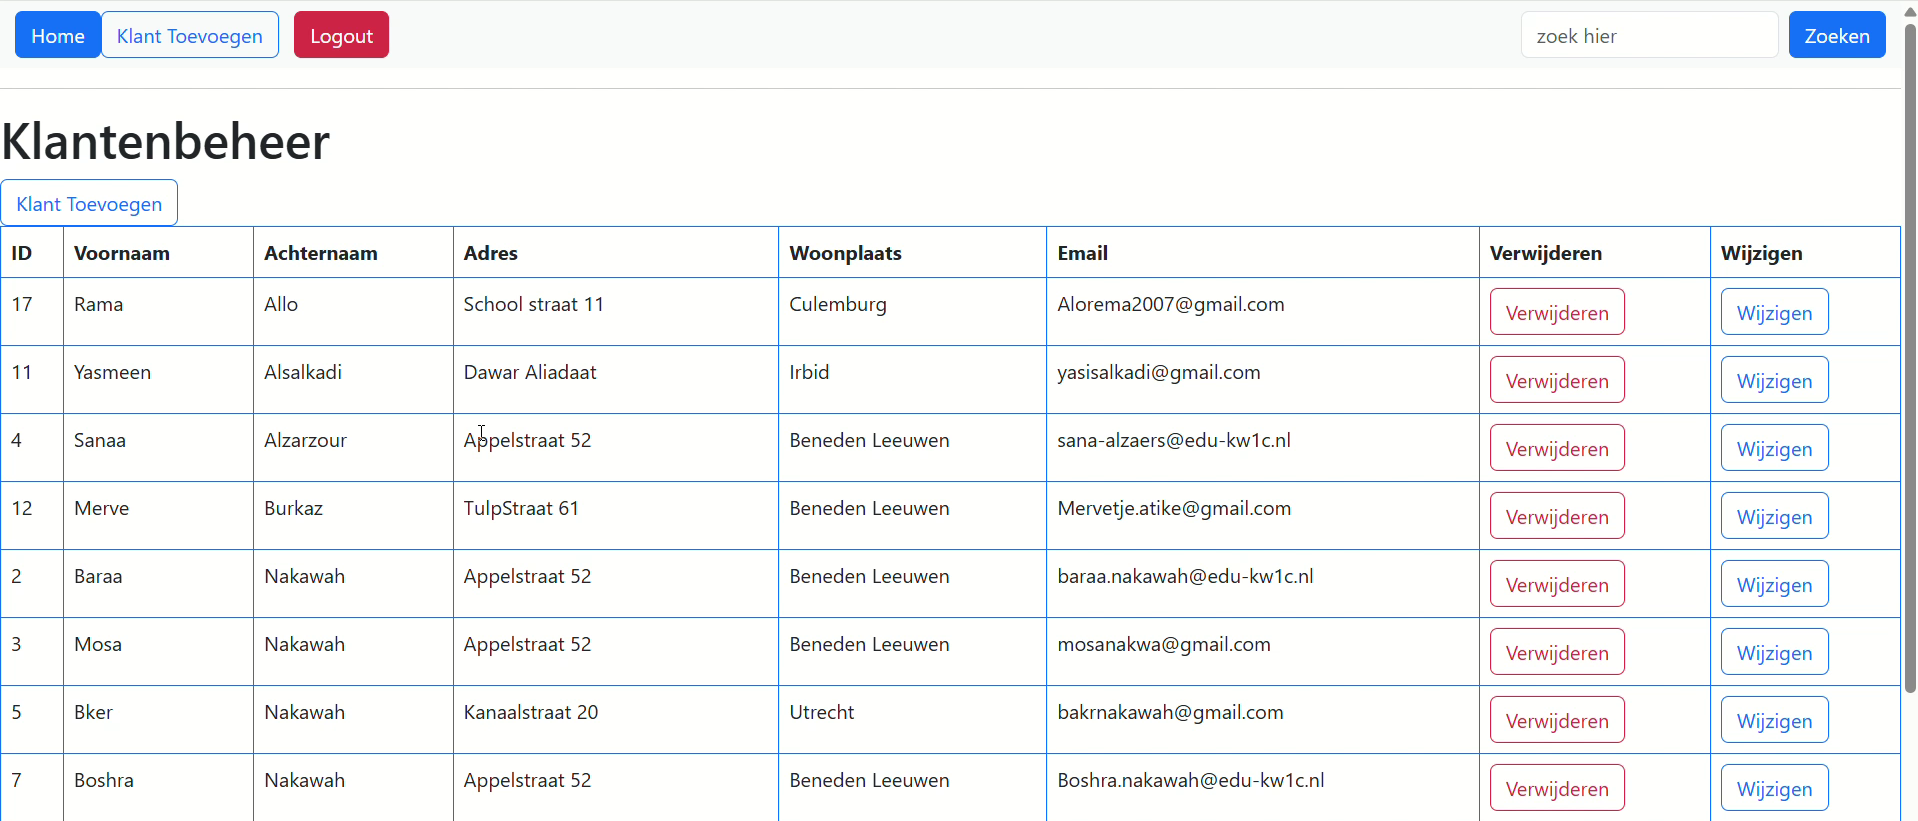 Home Klant Toevoegen Logout zoek hier Zoeken
Klantenbeheer
Klant Toevoegen
ID Voornaam Achternaam Adres Woonplaats Email Verwijderen Wijzigen
17 Rama Allo School straat 11 Culemburg Alorema2007@gmail.com Verwijderen Wijzigen
11 Yasmeen Alsalkadi Dawar Aliadaat Irbid yasisalkadi@gmail.com Verwijderen Wijzigen
4 Sanaa Alzarzour Appelstraat 52 Beneden Leeuwen sana-alzaers@edu-kw1c.nl Verwijderen Wijzigen
12 Merve Burkaz TulpStraat 61 Beneden Leeuwen Mervetje.atike@gmail.com Verwijderen Wijzigen
2 Baraa Nakawah Appelstraat 52 Beneden Leeuwen baraa.nakawah@edu-kw1c.nl Verwijderen Wijzigen
3 Mosa Nakawah Appelstraat 52 Beneden Leeuwen mosanakwa@gmail.com Verwijderen Wijzigen
5 Bker Nakawah Kanaalstraat 20 Utrecht bakrnakawah@gmail.com Verwijderen Wijzigen
7 Boshra Nakawah Appelstraat 52 Beneden Leeuwen Boshra.nakawah@edu-kw1c.nl Verwijderen Wijzigen